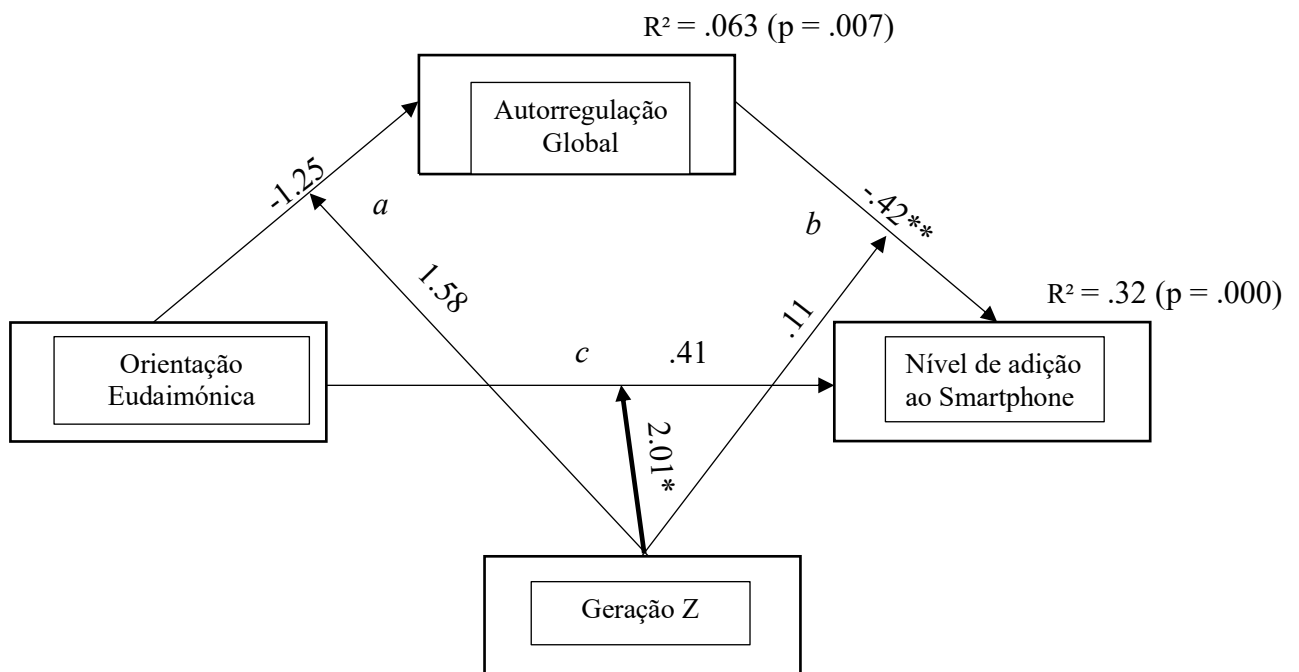 R² = .063 (p = .007)
Autorregulação
Global
-1.25
a
b
-.42**
1.58
.11
R² = .32 (p = .000)
Orientação
Eudaimónica
c
.41
Nível de adição
ao Smartphone
2.01*
Geração Z